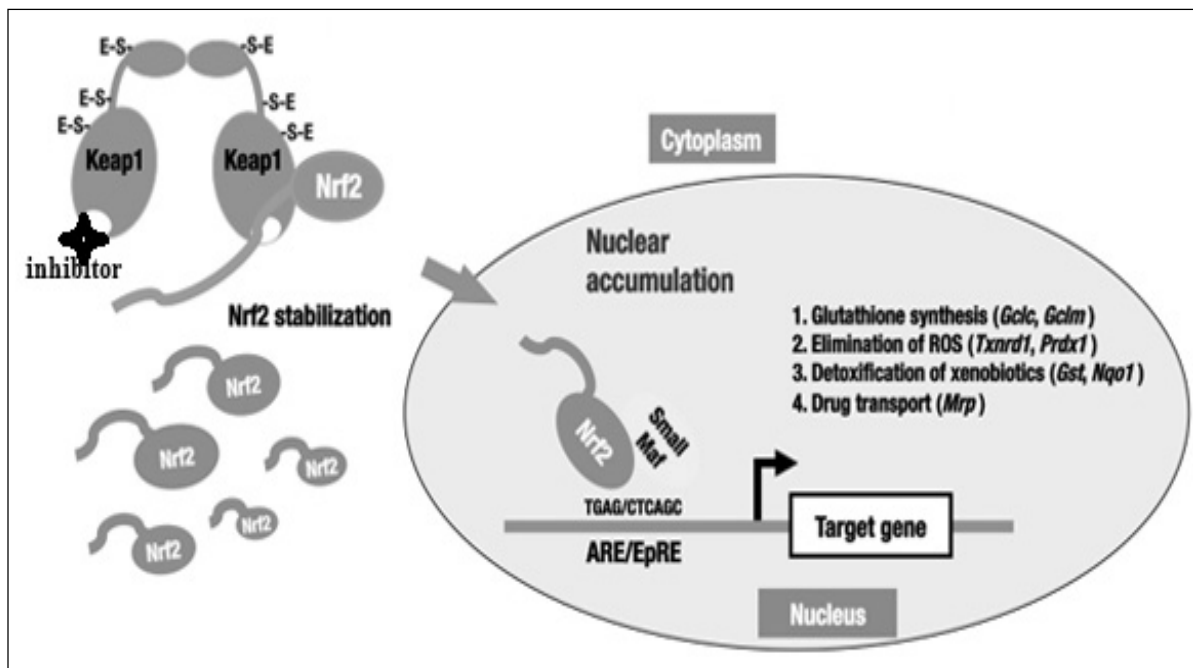 E-S-
-S-E
E-S-
-S-E
E-S-
-S-E
Keap1
Keap1
Nrf2
inhibitor
Nrf2 stabilization
Nrf2
Nrf2
Nrf2
Nrf2
Nrf2
Cytoplasm
Nuclear
accumulation
1. Glutathione synthesis (Gclc, Gclm )
2. Elimination of ROS (Txnrd1, Prdx1)
3. Detoxification of xenobiotics (Gst, Nqo1)
4. Drug transport (Mrp )
Nrf2
Small
Maf
TGAG/CTCAGC
ARE/EpRE
Target gene
Nucleus